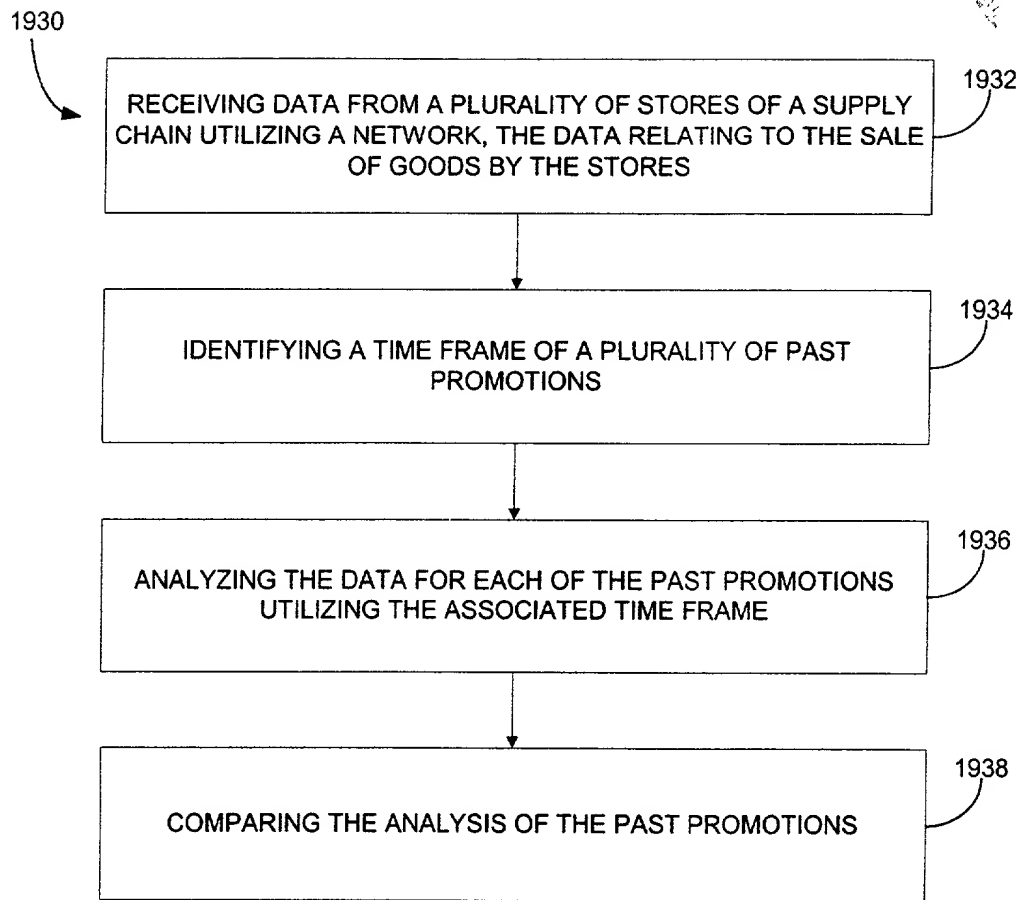 1930
1932
RECEIVING DATA FROM A PLURALITY OF STORES OF A SUPPLY
CHAIN UTILIZING A NETWORK, THE DATA RELATING TO THE SALE
OF GOODS BY THE STORES
1934
IDENTIFYING A TIME FRAME OF A PLURALITY OF PAST
PROMOTIONS
1936
ANALYZING THE DATA FOR EACH OF THE PAST PROMOTIONS
UTILIZING THE ASSOCIATED TIME FRAME
1938
COMPARING THE ANALYSIS OF THE PAST PROMOTIONS